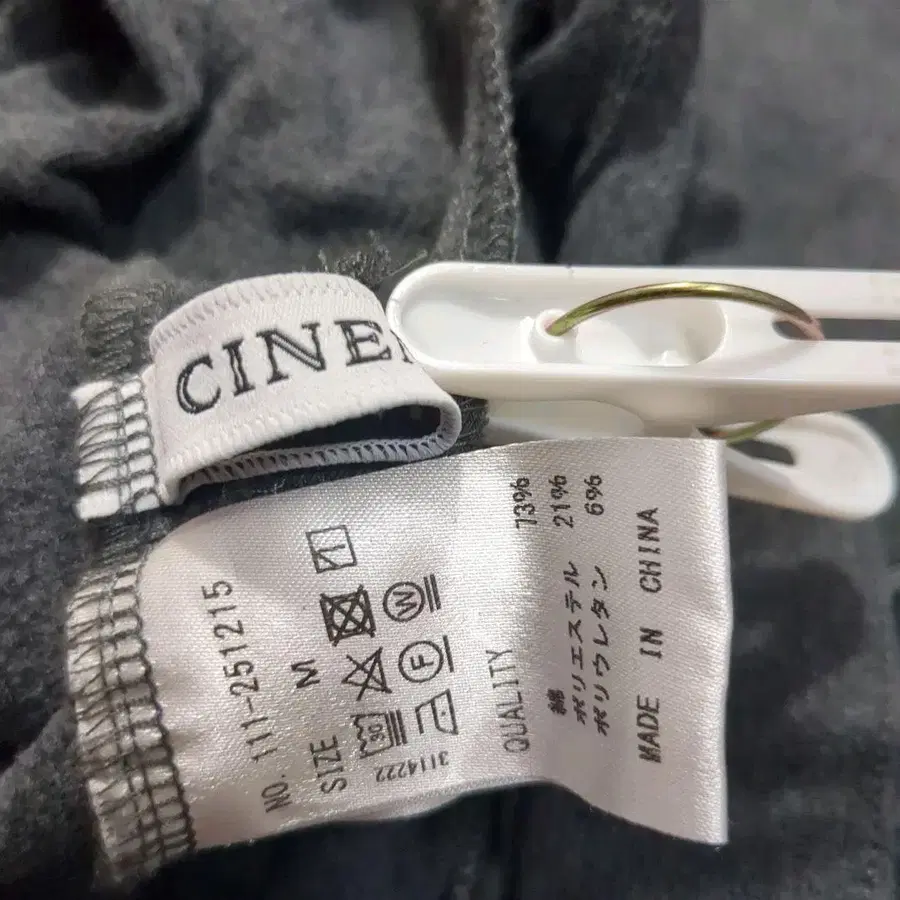 CINE
NO. 111-251215
SIZE M
30
W
F
3114222
QUALITY
綿 73%
ポリエステル 21%
ポリウレタン 6%
MADE IN CHINA